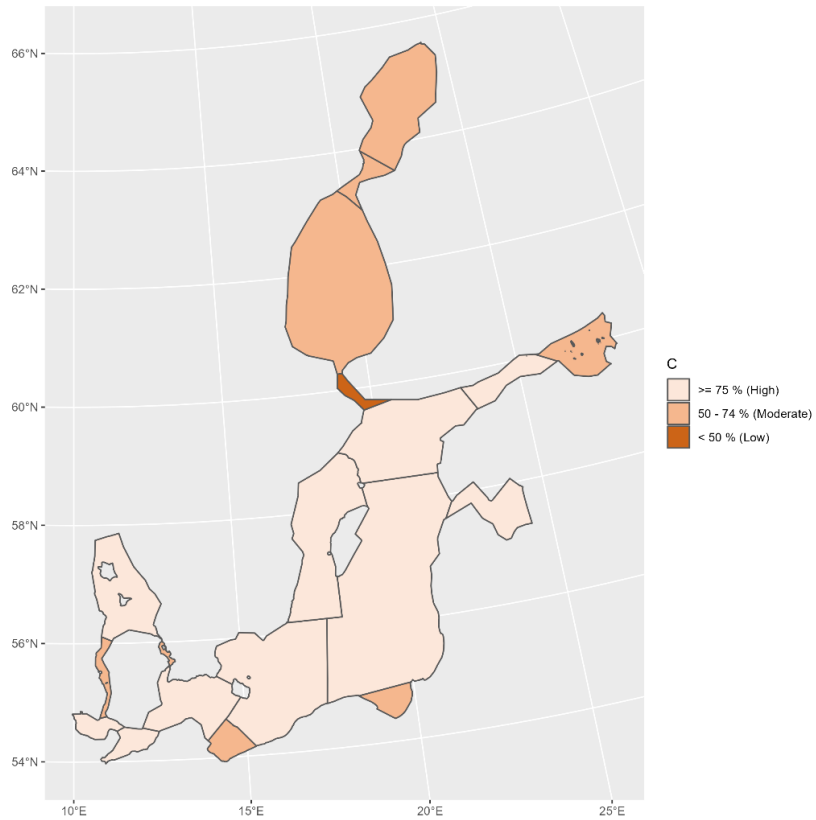 66°N
64°N
62°N
60°N
58°N
56°N
54°N
10°E
15°E
20°E
25°E
C
>= 75 % (High)
50 - 74 % (Moderate)
< 50 % (Low)